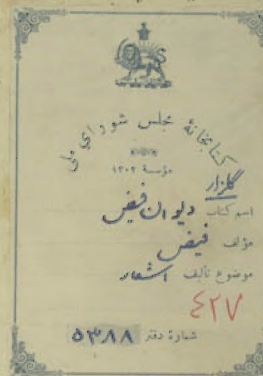 کتابخانهٔ مجلس شورای ملی
مؤسسهٔ ۱۳۰۲
گلزار
اسم کتاب دیوان فیض
مؤلف فیض
موضوع تألیف اشعار
۴۲۷
شمارهٔ دفتر ۵۳۸۸